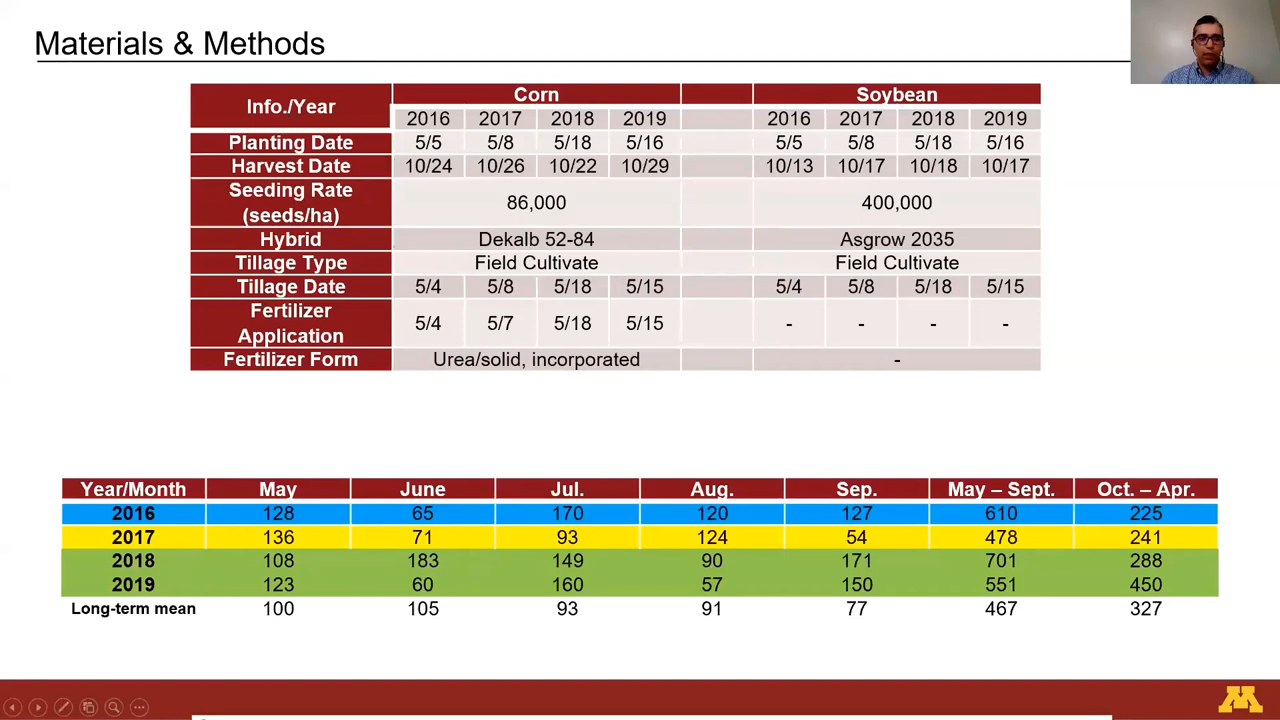 Materials & Methods
Info./Year Corn Soybean
2016 2017 2018 2019 2016 2017 2018 2019
Planting Date 5/5 5/8 5/18 5/16 5/5 5/8 5/18 5/16
Harvest Date 10/24 10/26 10/22 10/29 10/13 10/17 10/18 10/17
Seeding Rate
(seeds/ha) 86,000 400,000
Hybrid Dekalb 52-84 Asgrow 2035
Tillage Type Field Cultivate Field Cultivate
Tillage Date 5/4 5/8 5/18 5/15 5/4 5/8 5/18 5/15
Fertilizer
Application 5/4 5/7 5/18 5/15 - - - -
Fertilizer Form Urea/solid, incorporated -
Year/Month May June Jul. Aug. Sep. May – Sept. Oct. – Apr.
2016 128 65 170 120 127 610 225
2017 136 71 93 124 54 478 241
2018 108 183 149 90 171 701 288
2019 123 60 160 57 150 551 450
Long-term mean 100 105 93 91 77 467 327
M